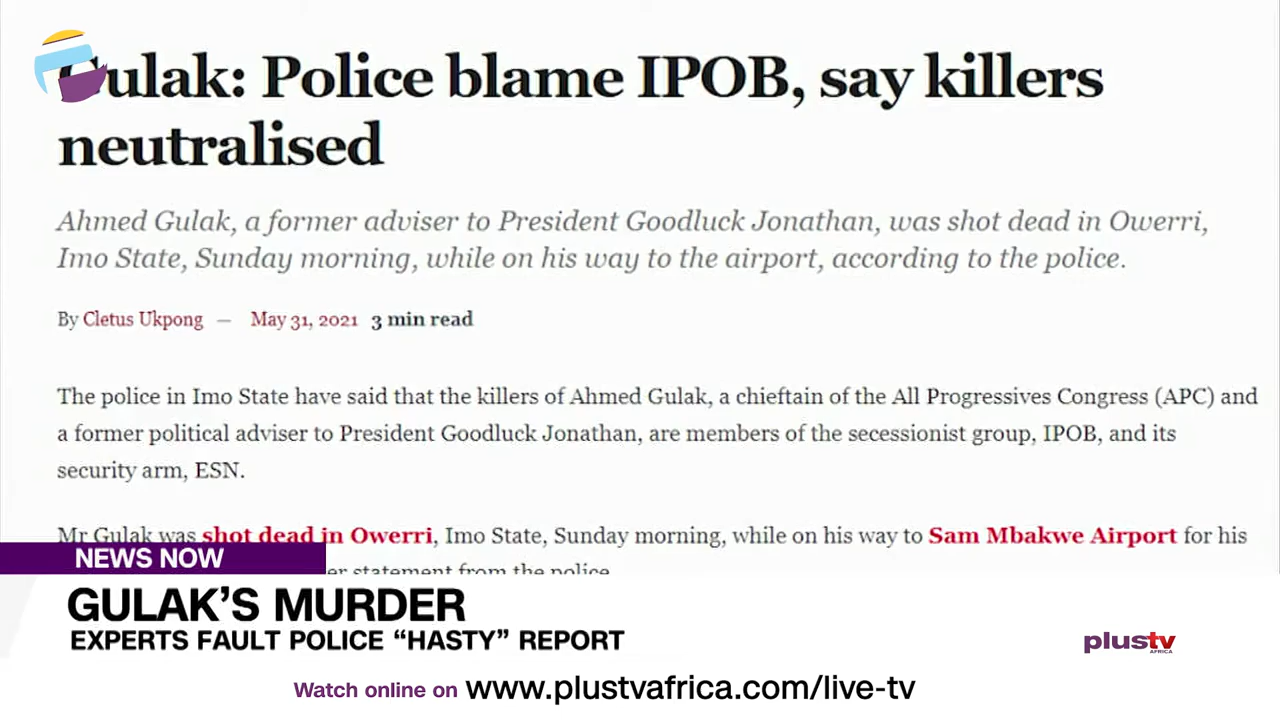 Gulak: Police blame IPOB, say killers
neutralised
Ahmed Gulak, a former adviser to President Goodluck Jonathan, was shot dead in Owerri,
Imo State, Sunday morning, while on his way to the airport, according to the police.
By Cletus Ukpong — May 31, 2021 3 min read
The police in Imo State have said that the killers of Ahmed Gulak, a chieftain of the All Progressives Congress (APC) and
a former political adviser to President Goodluck Jonathan, are members of the secessionist group, IPOB, and its
security arm, ESN.
Mr Gulak was shot dead in Owerri, Imo State, Sunday morning, while on his way to Sam Mbakwe Airport for his
statement from the police
NEWS NOW
GULAK'S MURDER
EXPERTS FAULT POLICE “HASTY” REPORT
plustv
AFRICA
Watch online on www.plustvafrica.com/live-tv